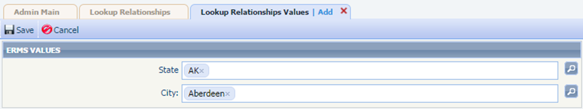 Admin Main Lookup Relationships Lookup Relationships Values | Add
Save Cancel
ERMS VALUES
State AK
City: Aberdeen